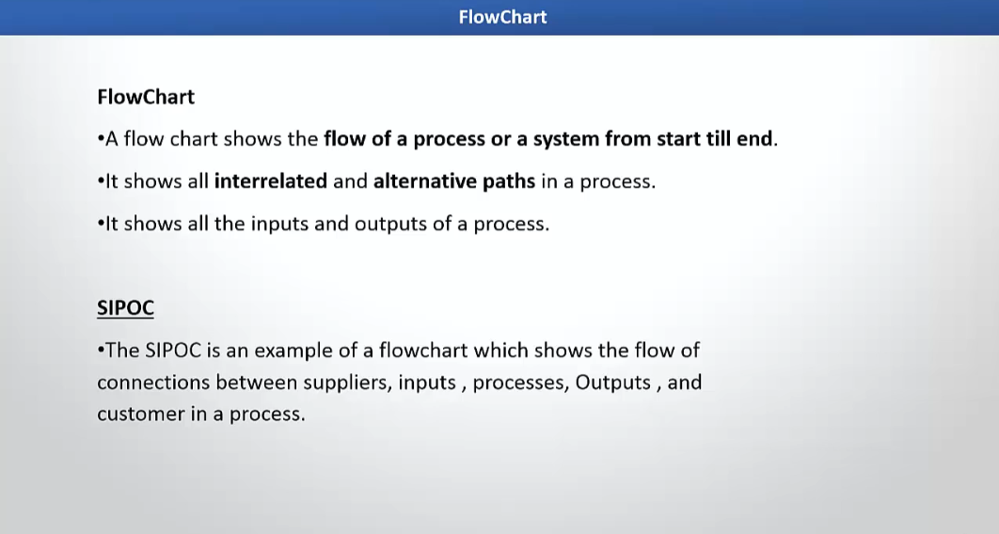 FlowChart
FlowChart
•A flow chart shows the flow of a process or a system from start till end.
•It shows all interrelated and alternative paths in a process.
•It shows all the inputs and outputs of a process.
SIPOC
•The SIPOC is an example of a flowchart which shows the flow of
connections between suppliers, inputs , processes, Outputs , and
customer in a process.